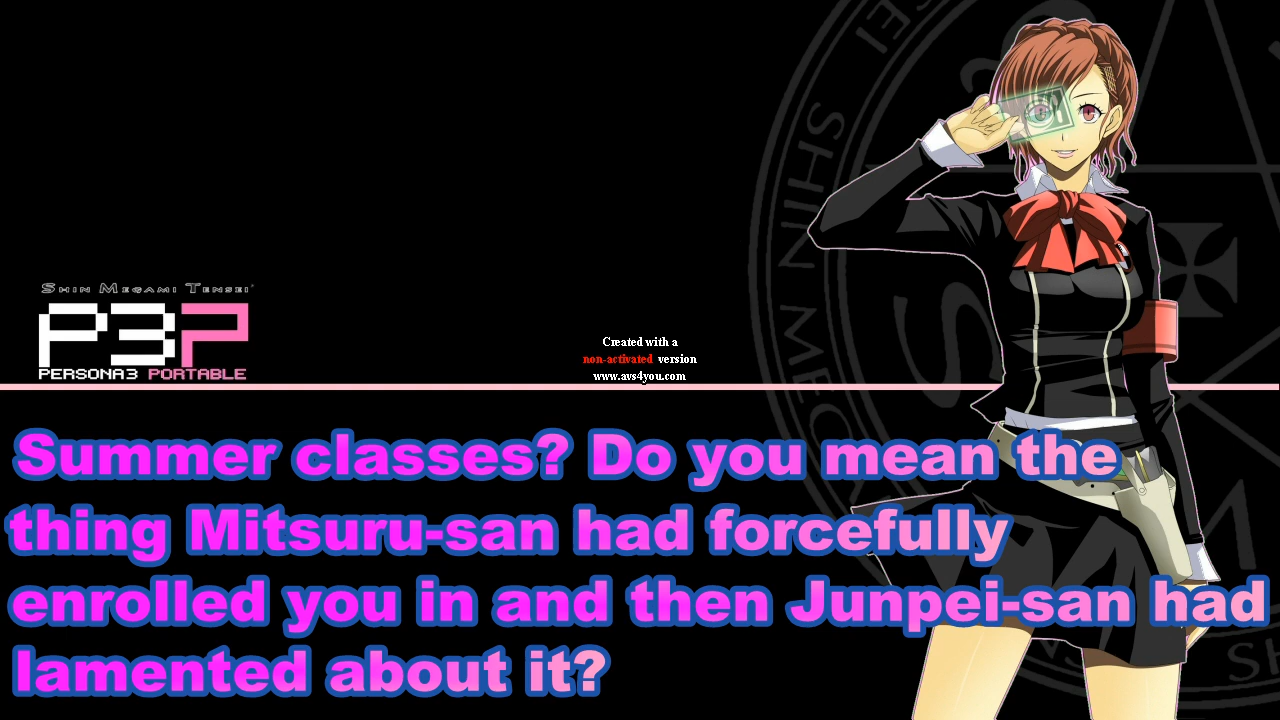 SHIN MEGAMI TENSEI
P3P
PERSONA3 PORTABLE
Created with a
non-activated version
www.avs4you.com
Summer classes? Do you mean the
thing Mitsuru-san had forcefully
enrolled you in and then Junpei-san had
lamented about it?